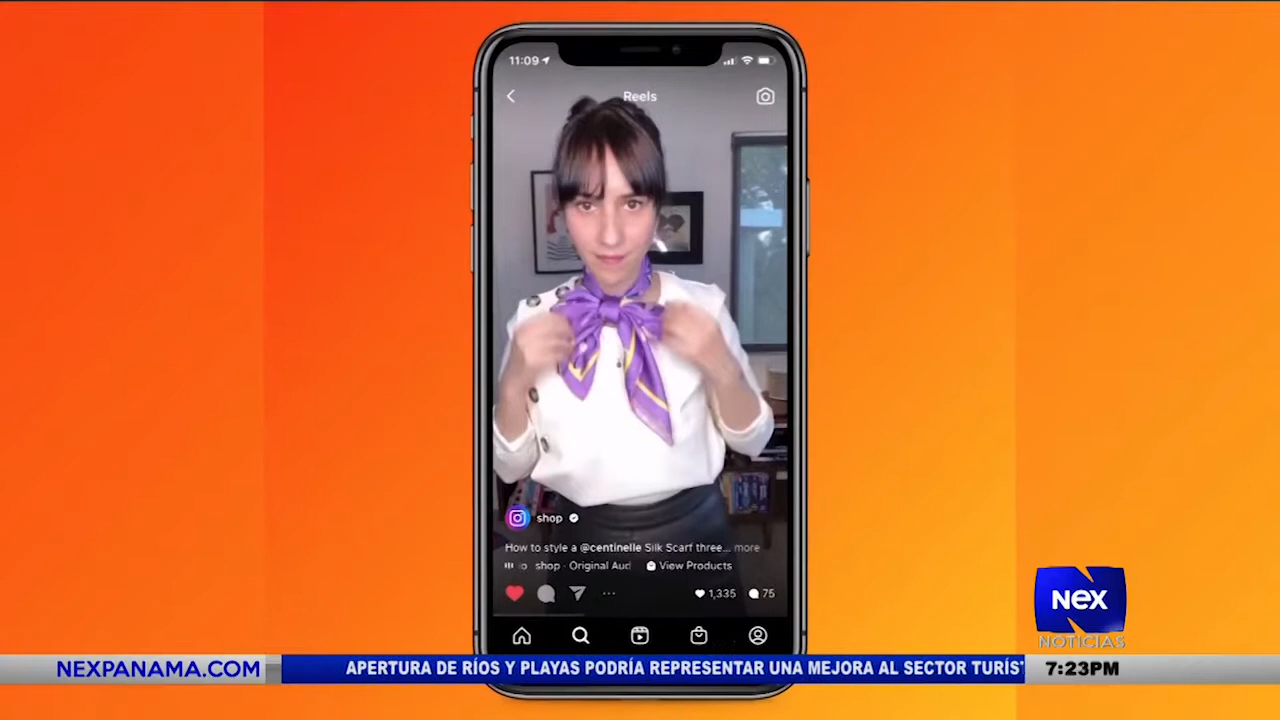 11:09
Reels
shop
How to style a @centinelle Silk Scarf three... more
shop · Original Aud
View Products
1,335
75
NEX
NOTICIAS
NEXPANAMA.COM
APERTURA DE RÍOS Y PLAYAS PODRÍA REPRESENTAR UNA MEJORA AL SECTOR TURÍS
7:23PM